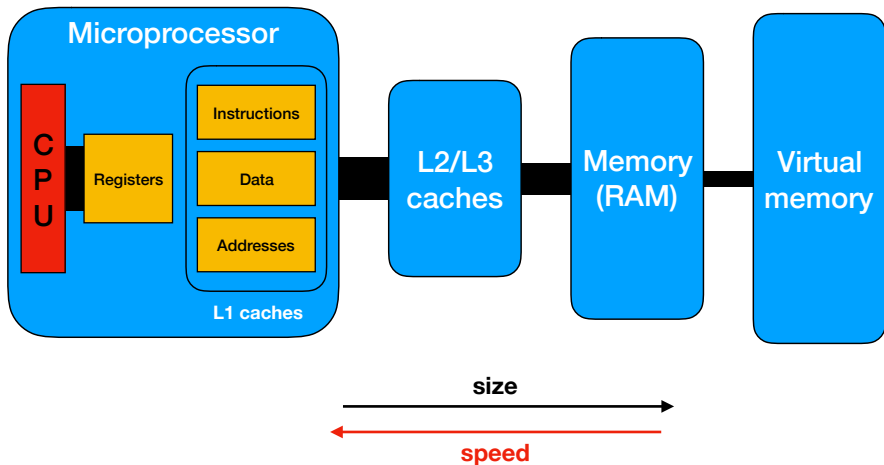 Microprocessor
C
P
U
Registers
Instructions
Data
Addresses
L1 caches
L2/L3
caches
Memory
(RAM)
Virtual
memory
size
speed